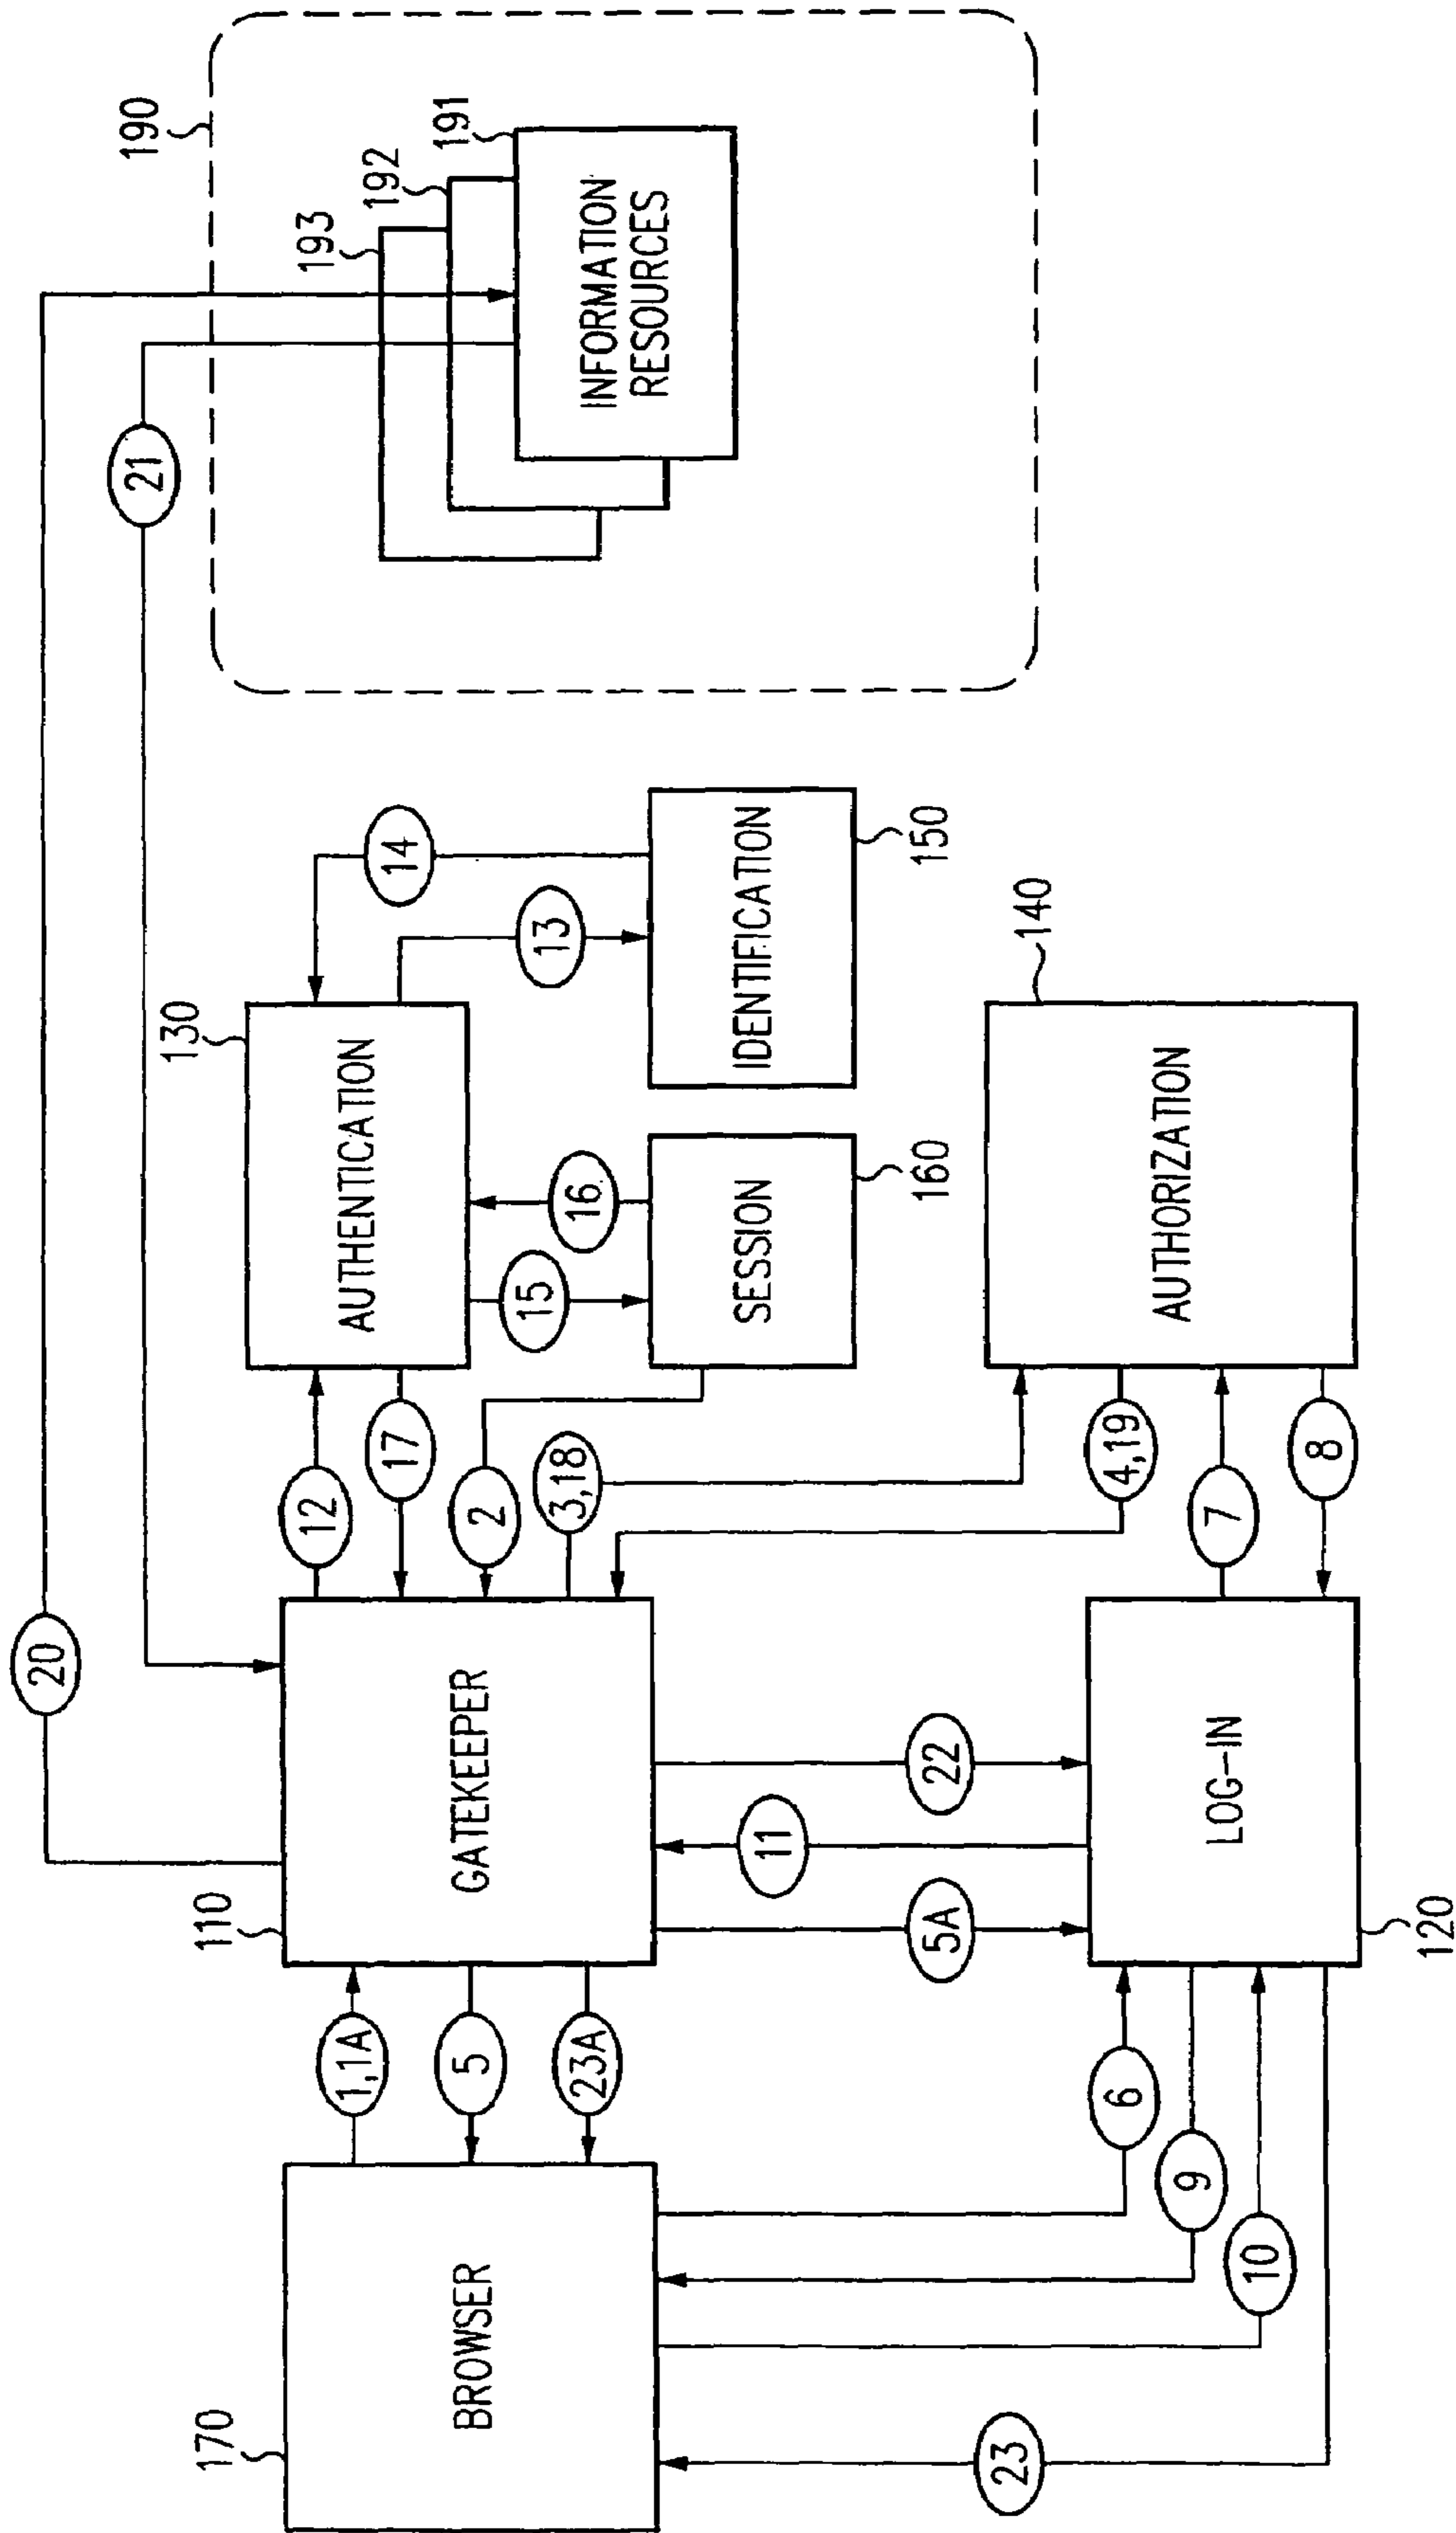 190
193
192
191
INFORMATION
RESOURCES
20
21
130
AUTHENTICATION
14
13
IDENTIFICATION
150
16
15
SESSION
160
140
AUTHORIZATION
12
17
2
3,18
4,19
7
8
110
GATEKEEPER
22
11
5A
LOG-IN
120
1,1A
5
23A
6
9
10
23
170
BROWSER